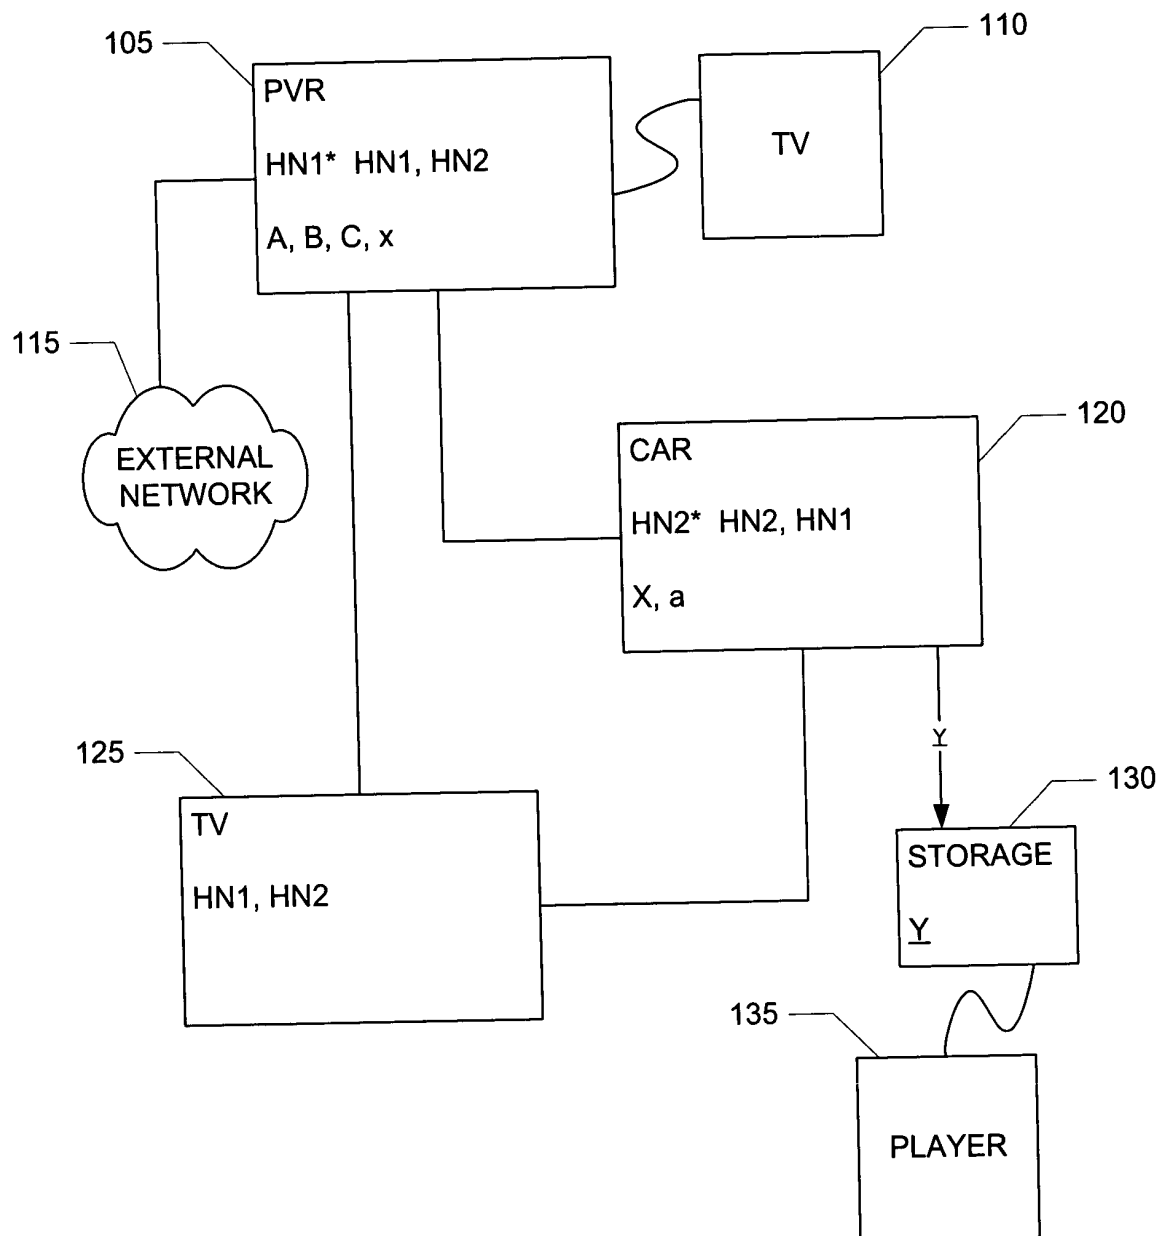 105
110
PVR
HN1* HN1, HN2
A, B, C, x
TV
115
EXTERNAL
NETWORK
120
CAR
HN2* HN2, HN1
X, a
Y
125
TV
HN1, HN2
130
STORAGE
Y
135
PLAYER